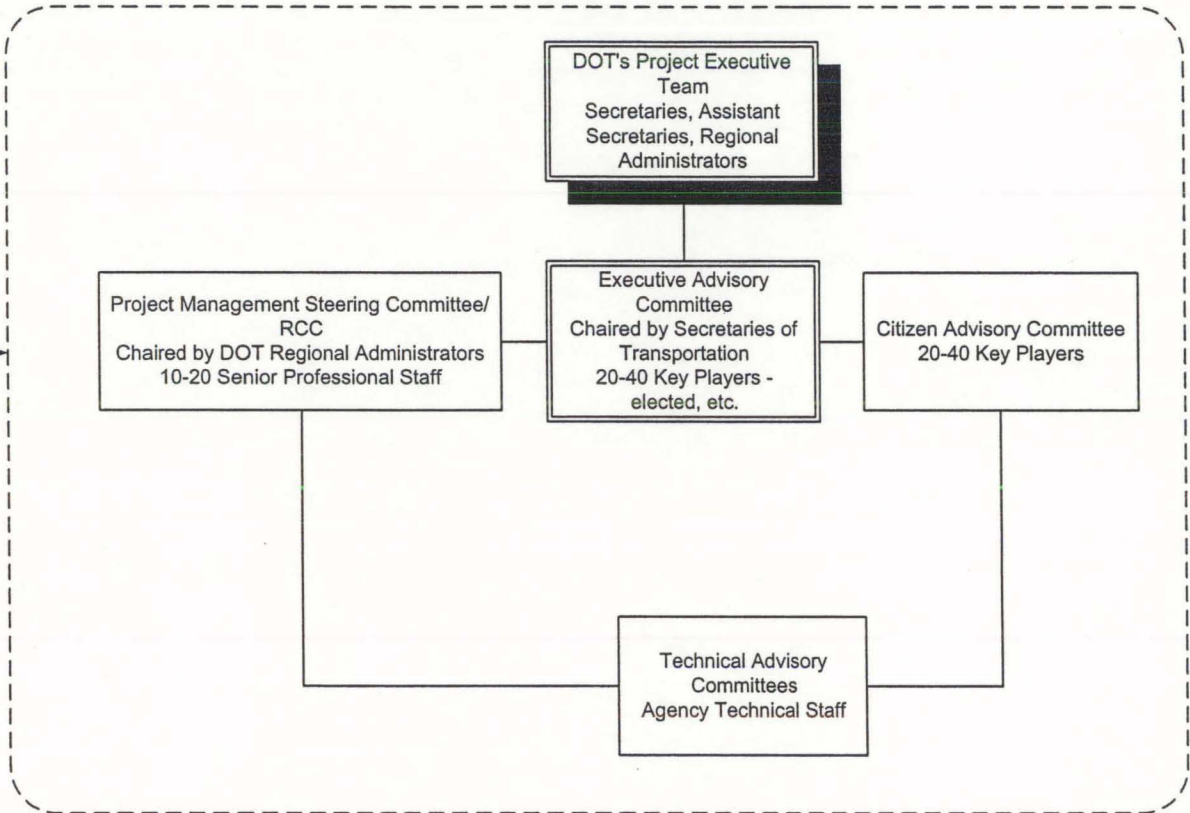 DOT's Project Executive
Team
Secretaries, Assistant
Secretaries, Regional
Administrators
Project Management Steering Committee/
RCC
Chaired by DOT Regional Administrators
10-20 Senior Professional Staff
Executive Advisory
Committee
Chaired by Secretaries of
Transportation
20-40 Key Players -
elected, etc.
Citizen Advisory Committee
20-40 Key Players
Technical Advisory
Committees
Agency Technical Staff